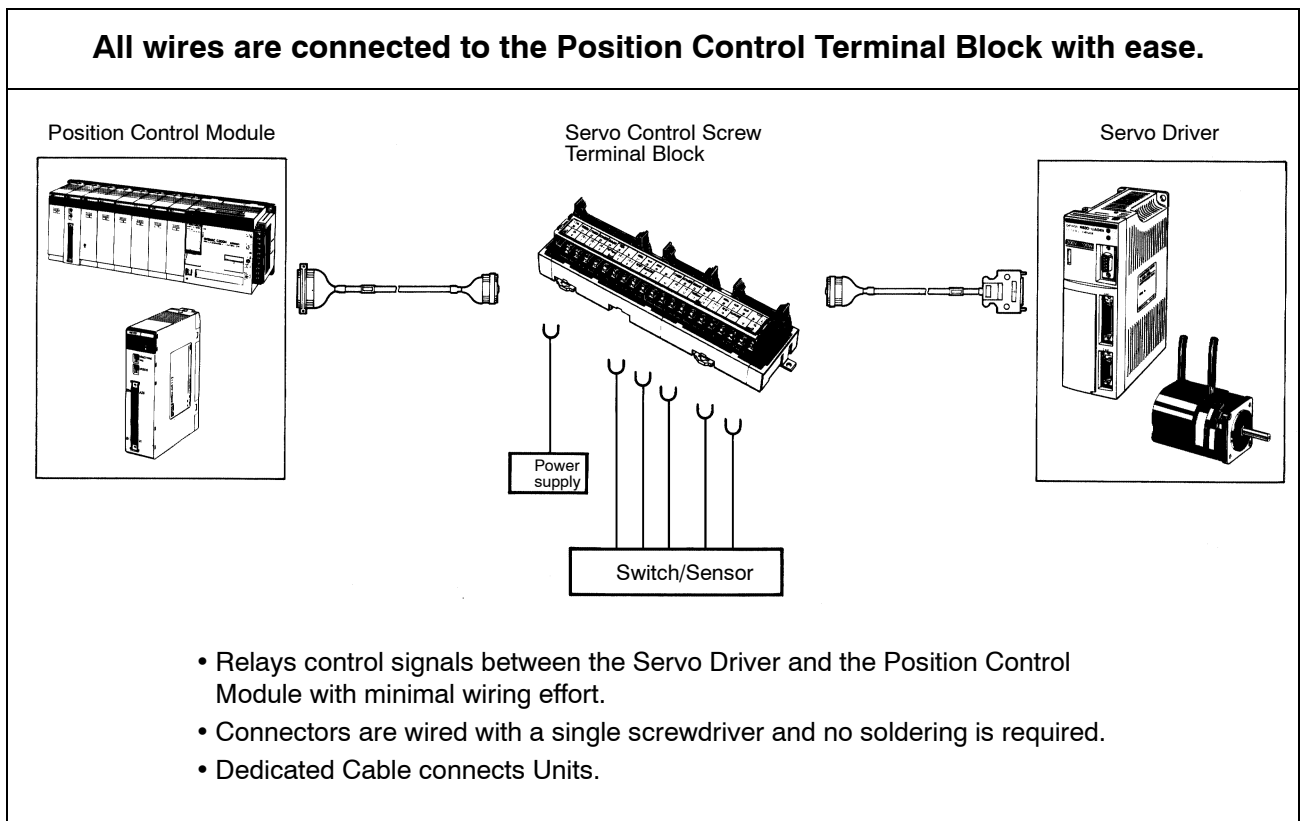 All wires are connected to the Position Control Terminal Block with ease.
Position Control Module
Servo Control Screw
Terminal Block
Servo Driver
Power
supply
Switch/Sensor
• Relays control signals between the Servo Driver and the Position Control
Module with minimal wiring effort.
• Connectors are wired with a single screwdriver and no soldering is required.
• Dedicated Cable connects Units.